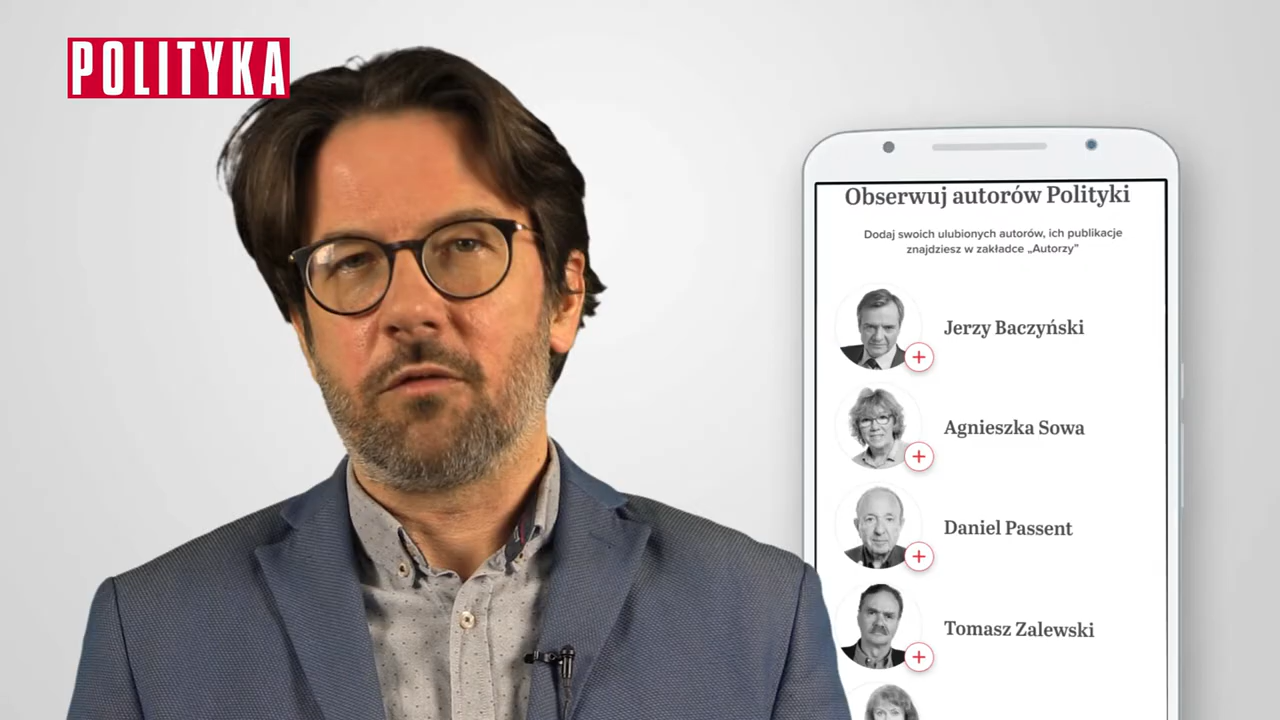 POLITYKA
Obserwuj autorów Polityki
Dodaj swoich ulubionych autorów, ich publikacje
znajdziesz w zakładce „Autorzy”
Jerzy Baczyński
Agnieszka Sowa
Daniel Passent
Tomasz Zalewski